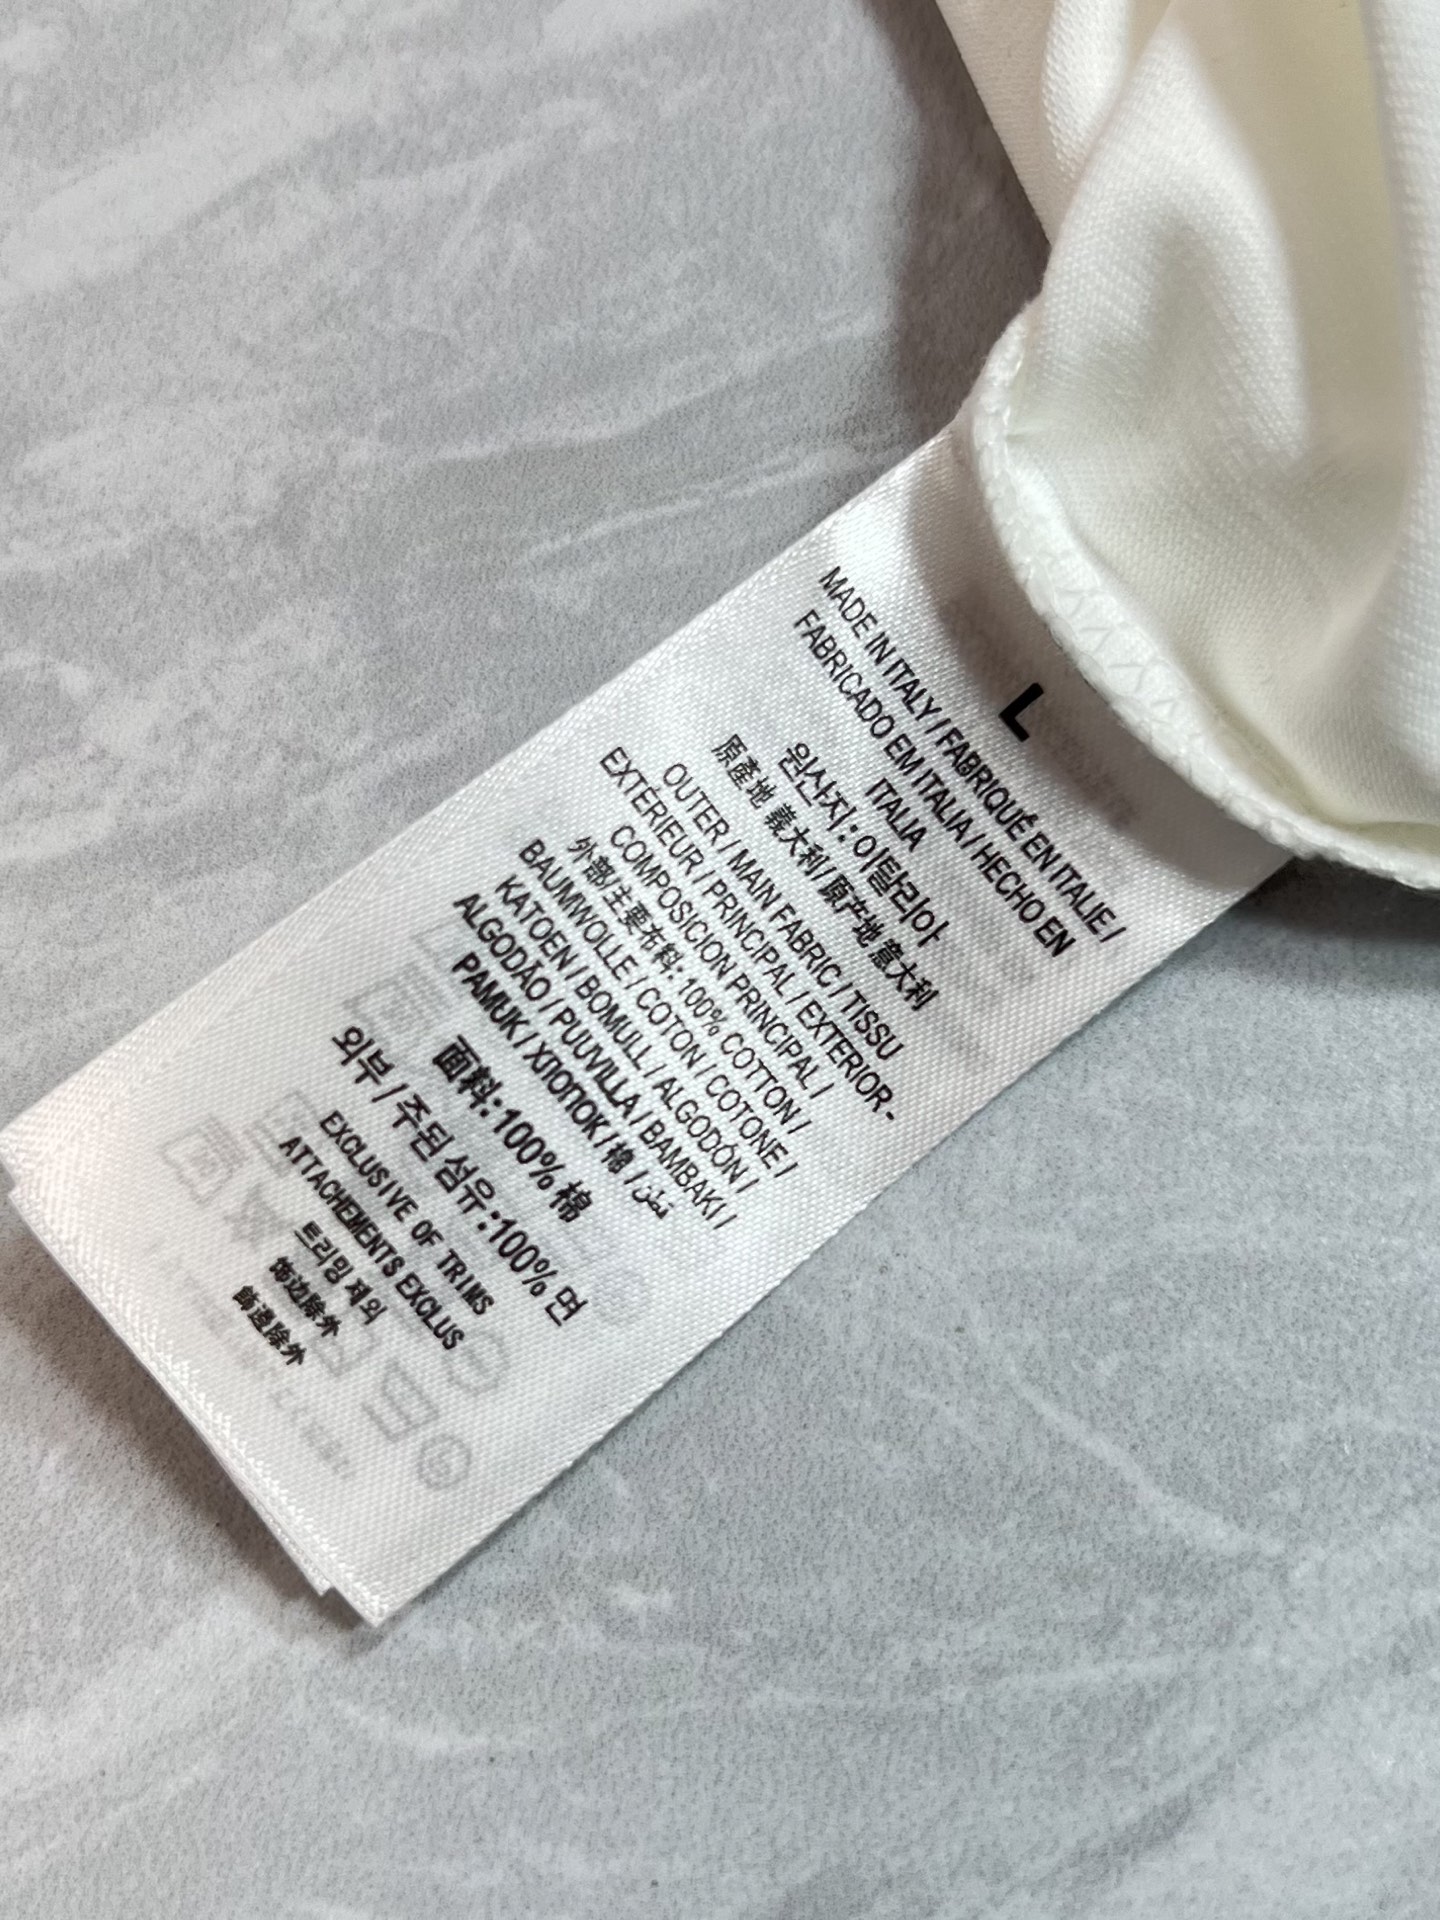 L
MADE IN ITALY / FABRIQUÉ EN ITALIE /
FABRICADO EM ITALIA / HECHO EN
ITALIA
원산지: 이탈리아
原產地 義大利 / 原产地 意大利
OUTER / MAIN FABRIC / TISSU
EXTÉRIEUR / PRINCIPAL / EXTERIOR -
COMPOSICION PRINCIPAL /
外部/主要布料: 100% COTTON /
BAUMWOLLE / COTON / COTONE /
KATOEN / BOMULL / ALGODÓN /
ALGODÃO / PUUVILLA / BAMBAKI /
PAMUK / ХЛОПОК / 棉 / قطن
面料: 100% 棉
외부 / 주된 섬유: 100% 면
EXCLUSIVE OF TRIMS
ATTACHEMENTS EXCLUS
트리밍 제외
饰边除外
飾邊除外